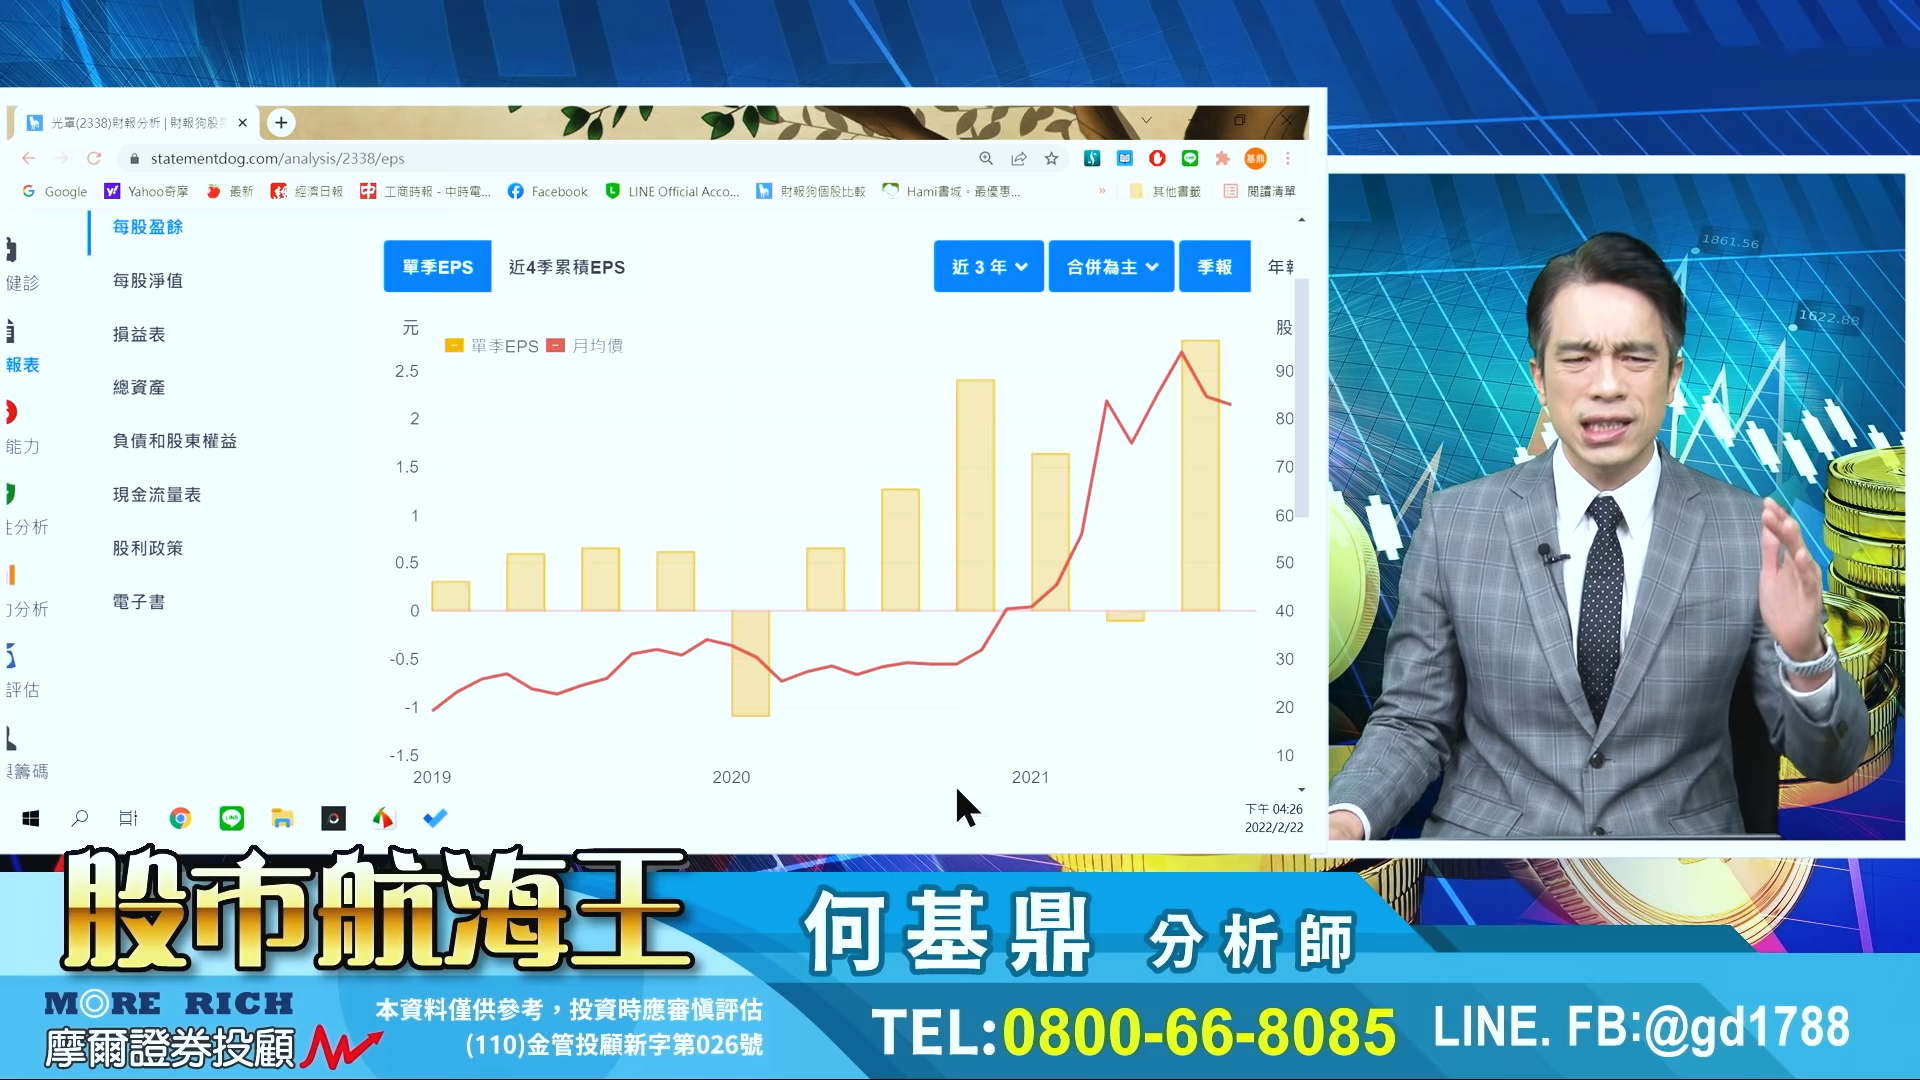 光罩(2338)財報分析 | 財報狗股
statementdog.com/analysis/2338/eps
基鼎
Google
Yahoo奇摩
最新
經濟日報
工商時報 - 中時電...
Facebook
LINE Official Acco...
財報狗個股比較
Hami書城。最優惠...
»
其他書籤
閱讀清單
健診
報表
能力
性分析
分析
評估
與籌碼
每股盈餘
每股淨值
損益表
總資產
負債和股東權益
現金流量表
股利政策
電子書
單季EPS
近4季累積EPS
近 3 年
合併為主
季報
年報
元
股
單季EPS
月均價
2.5
2
1.5
1
0.5
0
-0.5
-1
-1.5
90
80
70
60
50
40
30
20
10
2019
2020
2021
下午 04:26
2022/2/22
1861.56
1622.88
股市航海王
何基鼎 分析師
MORE RICH
摩爾證券投顧
本資料僅供參考，投資時應審慎評估
(110)金管投顧新字第026號
TEL:0800-66-8085
LINE. FB:@gd1788